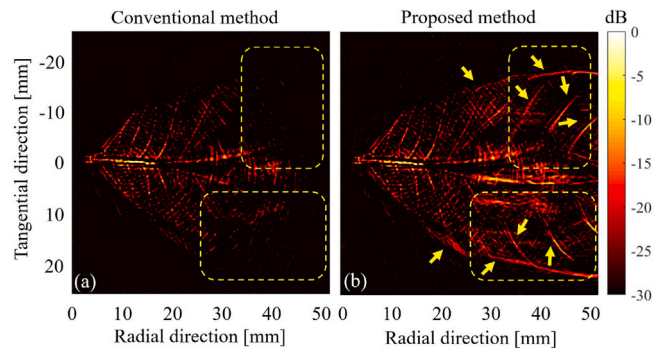 Conventional method
Proposed method
dB
Tangential direction [mm]
-20
-10
0
10
20
(a)
(b)
0
-5
-10
-15
-20
-25
-30
0 10 20 30 40 50
0 10 20 30 40 50
Radial direction [mm]
Radial direction [mm]